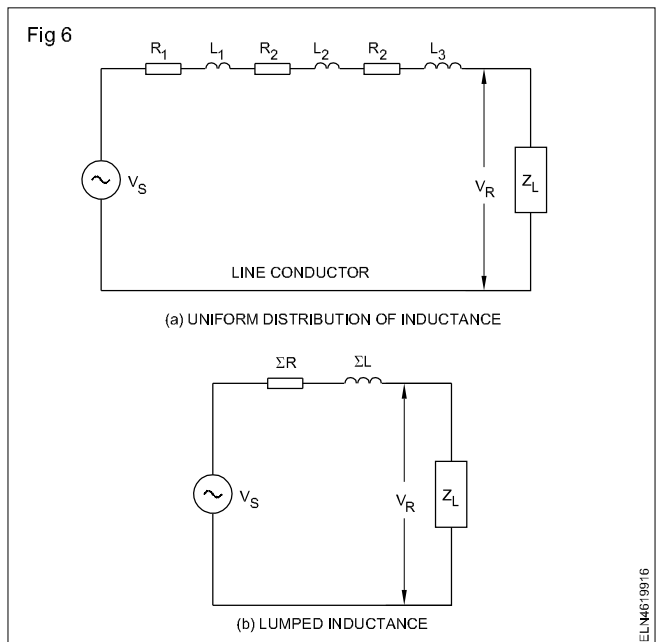 Fig 6
R1 L1 R2 L2 R2 L3
VS
VR
ZL
LINE CONDUCTOR
(a) UNIFORM DISTRIBUTION OF INDUCTANCE
ΣR ΣL
VS
VR
ZL
(b) LUMPED INDUCTANCE
ELN4619916